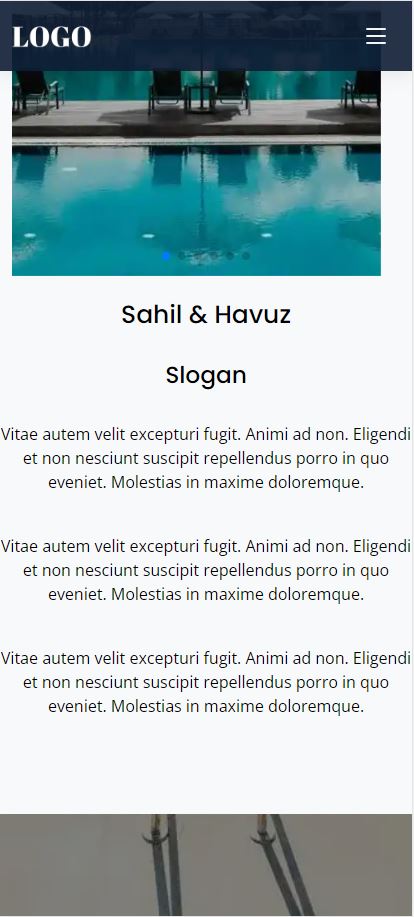 LOGO
Sahil & Havuz
Slogan
Vitae autem velit excepturi fugit. Animi ad non. Eligendi
et non nesciunt suscipit repellendus porro in quo
eveniet. Molestias in maxime doloremque.
Vitae autem velit excepturi fugit. Animi ad non. Eligendi
et non nesciunt suscipit repellendus porro in quo
eveniet. Molestias in maxime doloremque.
Vitae autem velit excepturi fugit. Animi ad non. Eligendi
et non nesciunt suscipit repellendus porro in quo
eveniet. Molestias in maxime doloremque.